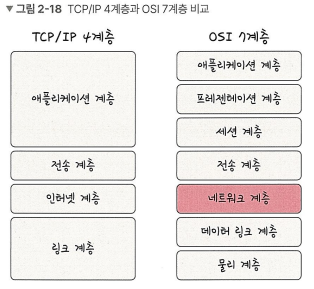 ▼ 그림 2-18 TCP/IP 4계층과 OSI 7계층 비교
TCP/IP 4계층
애플리케이션 계층
전송 계층
인터넷 계층
링크 계층
OSI 7계층
애플리케이션 계층
프레젠테이션 계층
세션 계층
전송 계층
네트워크 계층
데이터 링크 계층
물리 계층